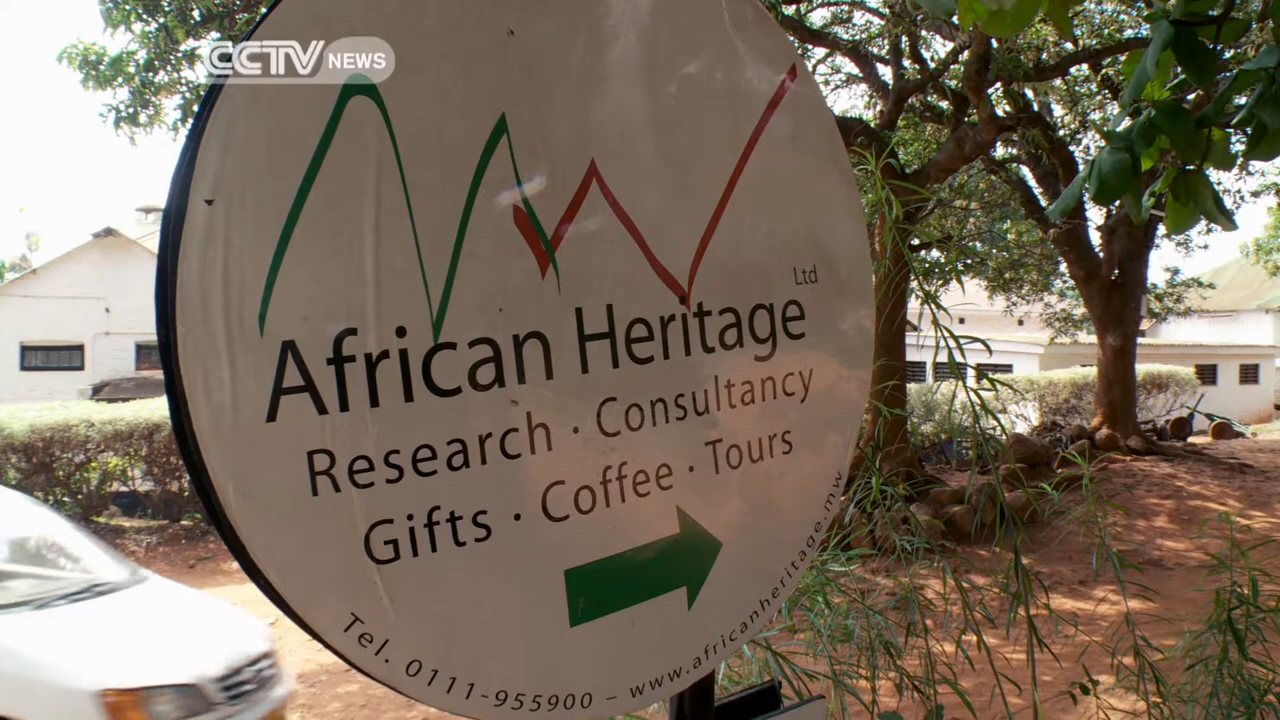 CCTV NEWS
African Heritage Ltd
Research · Consultancy
Gifts · Coffee · Tours
Tel. 0111-955900 – www.africanheritage.mw